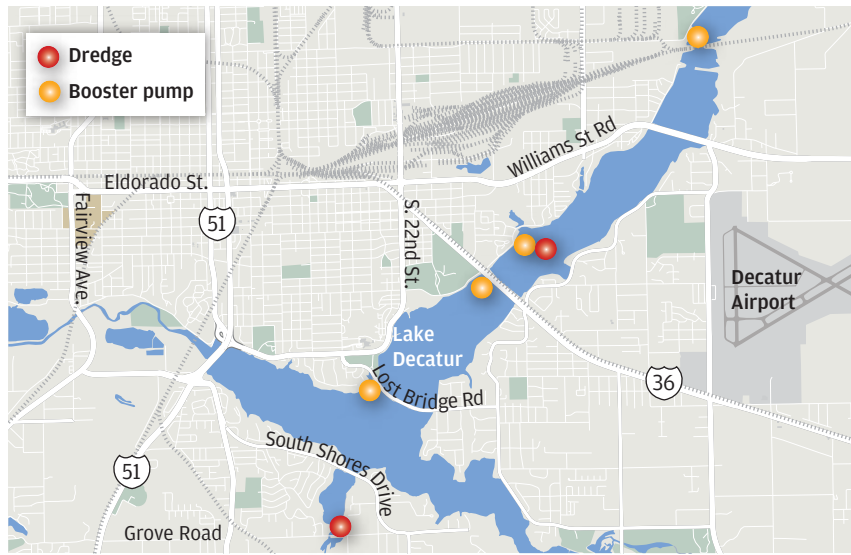 Dredge
Booster pump
Williams St Rd
Eldorado St.
Fairview Ave.
51
S. 22nd St.
Decatur
Airport
Lake
Decatur
Lost Bridge Rd
36
South Shores Drive
51
Grove Road